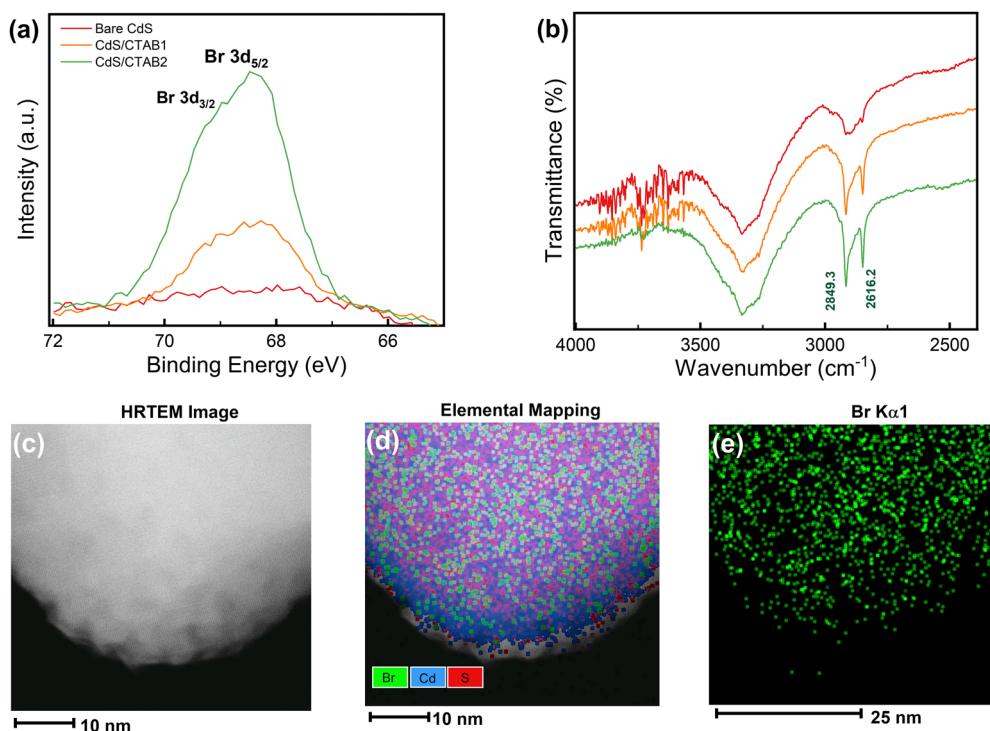 (a)
Bare CdS
CdS/CTAB1
CdS/CTAB2
Br 3d5/2
Br 3d3/2
Intensity (a.u.)
72 70 68 66
Binding Energy (eV)
(b)
Transmittance (%)
2849.3
2616.2
4000 3500 3000 2500
Wavenumber (cm-1)
HRTEM Image
(c)
10 nm
Elemental Mapping
(d)
Br Cd S
10 nm
Br Kα1
(e)
25 nm